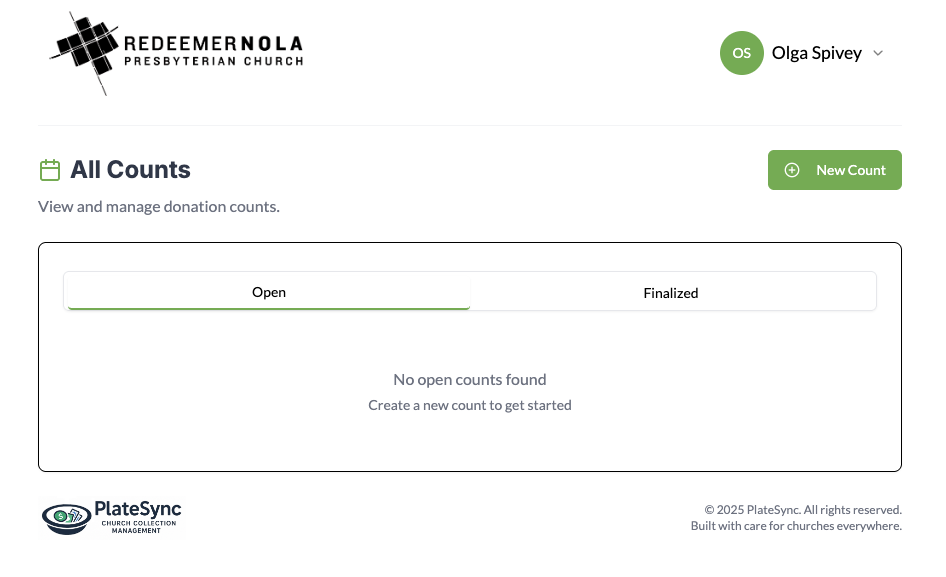 REDEEMERNOLA
PRESBYTERIAN CHURCH
OS
Olga Spivey
All Counts
New Count
View and manage donation counts.
Open
Finalized
No open counts found
Create a new count to get started
PlateSync
CHURCH COLLECTION
MANAGEMENT
© 2025 PlateSync. All rights reserved.
Built with care for churches everywhere.